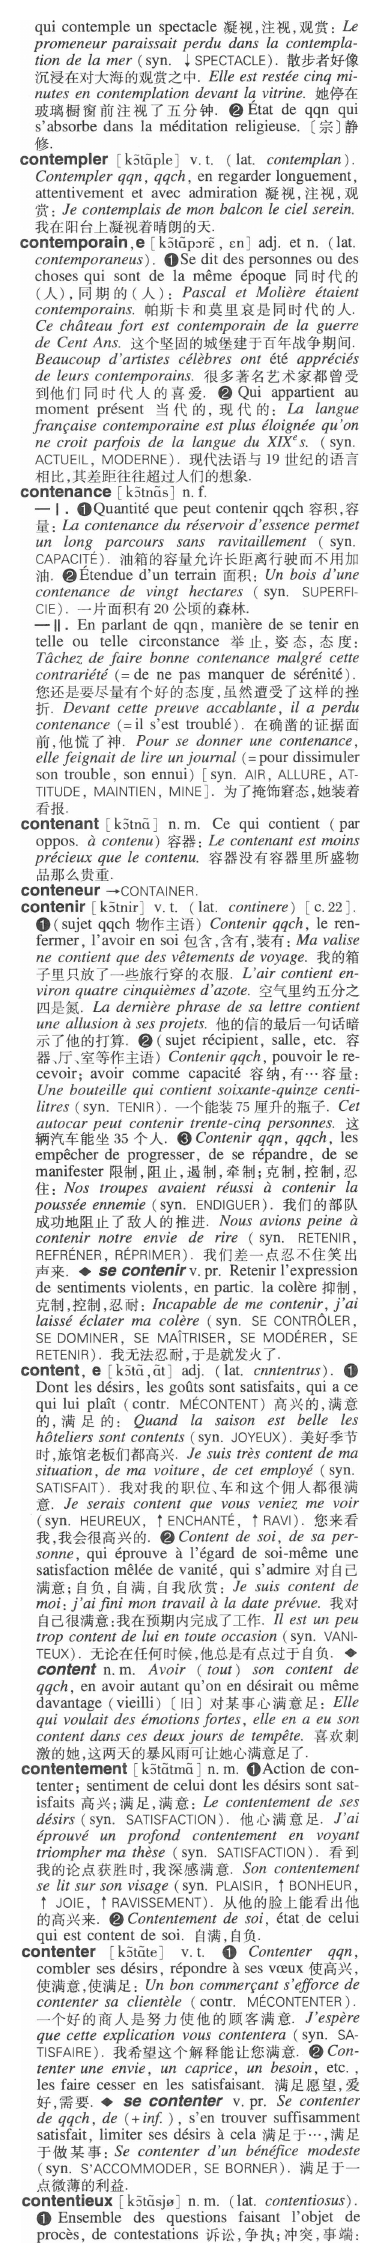 qui contemple un spectacle 凝视,注视,观赏: Le
promeneur paraissait perdu dans la contempla-
tion de la mer (syn. ↓SPECTACLE). 散步者好像
沉浸在对大海的观赏之中. Elle est restée cinq mi-
nutes en contemplation devant la vitrine. 她停在
玻璃橱窗前注视了五分钟. ❷ État de qqn qui
s'absorbe dans la méditation religieuse.〔宗〕静
修.
contempler [kɔ̃tɑ̃ple] v. t. (lat. contemplari).
Contempler qqn, qqch, en regarder longuement,
attentivement et avec admiration 凝视,注视,观
赏: Je contemplais de mon balcon le ciel serein.
我在阳台上凝视着晴朗的天.
contemporain, e [kɔ̃tɑ̃pɔrɛ̃, ɛn] adj. et n. (lat.
contemporaneus). ❶Se dit des personnes ou des
choses qui sont de la même époque 同时代的
(人),同期的(人): Pascal et Molière étaient
contemporains. 帕斯卡和莫里哀是同时代的人.
Ce château fort est contemporain de la guerre
de Cent Ans. 这个坚固的城堡建于百年战争期间.
Beaucoup d'artistes célèbres ont été appréciés
de leurs contemporains. 很多著名艺术家都曾受
到他们同时代人的喜爱. ❷ Qui appartient au
moment présent 当代的,现代的: La langue
française contemporaine est plus éloignée qu'on
ne croit parfois de la langue du XIXᵉ s. (syn.
ACTUEIL, MODERNE). 现代法语与 19 世纪的语言
相比,其差距往往超过人们的想象.
contenance [kɔ̃tnɑ̃s] n. f.
—Ⅰ. ❶Quantité que peut contenir qqch 容积,容
量: La contenance du réservoir d'essence permet
un long parcours sans ravitaillement (syn.
CAPACITÉ). 油箱的容量允许长距离行驶而不用加
油. ❷Étendue d'un terrain 面积: Un bois d'une
contenance de vingt hectares (syn. SUPERFI-
CIE). 一片面积有 20 公顷的森林.
—Ⅱ. En parlant de qqn, manière de se tenir en
telle ou telle circonstance 举止,姿态,态度:
Tâchez de faire bonne contenance malgré cette
contrariété (= de ne pas manquer de sérénité).
您还是要尽量有个好的态度,虽然遭受了这样的挫
折. Devant cette preuve accablante, il a perdu
contenance (=il s'est troublé). 在确凿的证据面
前,他慌了神. Pour se donner une contenance,
elle feignait de lire un journal (=pour dissimuler
son trouble, son ennui) [syn. AIR, ALLURE, AT-
TITUDE, MAINTIEN, MINE]. 为了掩饰窘态,她装着
看报.
contenant [kɔ̃tnɑ̃] n. m. Ce qui contient (par
oppos. à contenu) 容器: Le contenant est moins
précieux que le contenu. 容器没有容器里所盛物
品那么贵重.
conteneur →CONTAINER.
contenir [kɔ̃tnir] v. t. (lat. continere) [c. 22].
❶(sujet qqch 物作主语) Contenir qqch, le ren-
fermer, l'avoir en soi 包含,含有,装有: Ma valise
ne contient que des vêtements de voyage. 我的箱
子里只放了一些旅行穿的衣服. L'air contient en-
viron quatre cinquièmes d'azote. 空气里约五分之
四是氮. La dernière phrase de sa lettre contient
une allusion à ses projets. 他的信的最后一句话暗
示了他的打算. ❷(sujet récipient, salle, etc. 容
器、厅、室等作主语) Contenir qqch, pouvoir le re-
cevoir; avoir comme capacité 容纳,有…容量:
Une bouteille qui contient soixante-quinze centi-
litres (syn. TENIR). 一个能装 75 厘升的瓶子. Cet
autocar peut contenir trente-cinq personnes. 这
辆汽车能坐 35 个人. ❸ Contenir qqn, qqch, les
empêcher de progresser, de se répandre, de se
manifester 限制,阻止,遏制,牵制;克制,控制,忍
住: Nos troupes avaient réussi à contenir la
poussée ennemie (syn. ENDIGUER). 我们的部队
成功地阻止了敌人的推进. Nous avions peine à
contenir notre envie de rire (syn. RETENIR,
REFRÉNER, RÉPRIMER). 我们差一点忍不住笑出
声来. ◆ se contenir v. pr. Retenir l'expression
de sentiments violents, en partic. la colère 抑制,
克制,控制,忍耐: Incapable de me contenir, j'ai
laissé éclater ma colère (syn. SE CONTRÔLER,
SE DOMINER, SE MAÎTRISER, SE MODÉRER, SE
RETENIR). 我无法忍耐,于是就发火了.
content, e [kɔ̃tɑ̃, ɑ̃t] adj. (lat. cnntentrus). ❶
Dont les désirs, les goûts sont satisfaits, qui a ce
qui lui plaît (contr. MÉCONTENT) 高兴的,满意
的,满足的: Quand la saison est belle les
hôteliers sont contents (syn. JOYEUX). 美好季节
时,旅馆老板们都高兴. Je suis très content de ma
situation, de ma voiture, de cet employé (syn.
SATISFAIT). 我对我的职位、车和这个佣人都很满
意. Je serais content que vous veniez me voir
(syn. HEUREUX, ↑ENCHANTÉ, ↑RAVI). 您来看
我,我会很高兴的. ❷Content de soi, de sa per-
sonne, qui éprouve à l'égard de soi-même une
satisfaction mêlée de vanité, qui s'admire 对自己
满意;自负,自满,自我欣赏: Je suis content de
moi: j'ai fini mon travail à la date prévue. 我对
自己很满意:我在预期内完成了工作. Il est un peu
trop content de lui en toute occasion (syn. VANI-
TEUX). 无论在任何时候,他总是有点过于自负. ◆
content n. m. Avoir (tout) son content de
qqch, en avoir autant qu'on en désirait ou même
davantage (vieilli)〔旧〕对某事心满意足: Elle
qui voulait des émotions fortes, elle en a eu son
content dans ces deux jours de tempête. 喜欢刺
激的她,这两天的暴风雨可让她心满意足了.
contentement [kɔ̃tɑ̃tmɑ̃] n. m. ❶Action de con-
tenter; sentiment de celui dont les désirs sont sat-
isfaits 高兴;满足,满意: Le contentement de ses
désirs (syn. SATISFACTION). 他心满意足. J'ai
éprouvé un profond contentement en voyant
triompher ma thèse (syn. SATISFACTION). 看到
我的论点获胜时,我深感满意. Son contentement
se lit sur son visage (syn. PLAISIR, ↑BONHEUR,
↑ JOIE, ↑RAVISSEMENT). 从他的脸上能看出他
的高兴来. ❷ Contentement de soi, état de celui
qui est content de soi. 自满,自负.
contenter [kɔ̃tɑ̃te] v. t. ❶ Contenter qqn,
combler ses désirs, répondre à ses vœux 使高兴,
使满意,使满足: Un bon commerçant s'efforce de
contenter sa clientèle (contr. MÉCONTENTER).
一个好的商人是努力使他的顾客满意. J'espère
que cette explication vous contentera (syn. SA-
TISFAIRE). 我希望这个解释能让您满意. ❷ Con-
tenter une envie, un caprice, un besoin, etc.,
les faire cesser en les satisfaisant. 满足愿望,爱
好,需要. ◆ se contenter v. pr. Se contenter
de qqch, de (+inf.), s'en trouver suffisamment
satisfait, limiter ses désirs à cela 满足于…,满足
于做某事: Se contenter d'un bénéfice modeste
(syn. S'ACCOMMODER, SE BORNER). 满足于一
点微薄的利益.
contentieux [kɔ̃tɑ̃sjø] n. m. (lat. contentiosus).
❶ Ensemble des questions faisant l'objet de
procès, de contestations 诉讼,争执;冲突,事端: